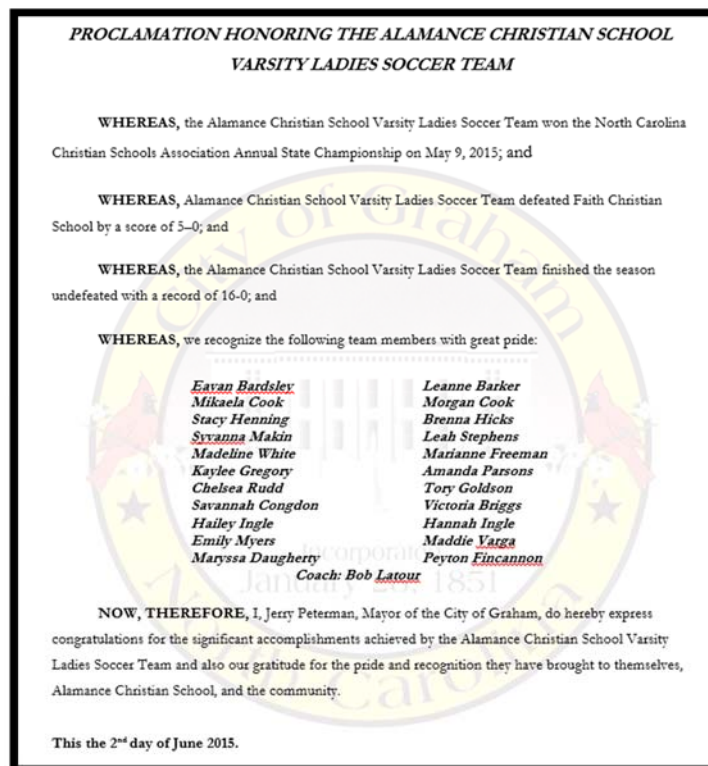 PROCLAMATION HONORING THE ALAMANCE CHRISTIAN SCHOOL
VARSITY LADIES SOCCER TEAM
WHEREAS, the Alamance Christian School Varsity Ladies Soccer Team won the North Carolina
Christian Schools Association Annual State Championship on May 9, 2015; and
WHEREAS, Alamance Christian School Varsity Ladies Soccer Team defeated Faith Christian
School by a score of 5–0; and
WHEREAS, the Alamance Christian School Varsity Ladies Soccer Team finished the season
undefeated with a record of 16-0; and
WHEREAS, we recognize the following team members with great pride:
Eavan Bardsley Leanne Barker
Mikaela Cook Morgan Cook
Stacy Henning Brenna Hicks
Syvanna Makin Leah Stephens
Madeline White Marianne Freeman
Kaylee Gregory Amanda Parsons
Chelsea Rudd Tory Goldson
Savannah Congdon Victoria Briggs
Hailey Ingle Hannah Ingle
Emily Myers Maddie Varga
Maryssa Daugherty Peyton Fincannon
Coach: Bob Latour
NOW, THEREFORE, I, Jerry Peterman, Mayor of the City of Graham, do hereby express
congratulations for the significant accomplishments achieved by the Alamance Christian School Varsity
Ladies Soccer Team and also our gratitude for the pride and recognition they have brought to themselves,
Alamance Christian School, and the community.
This the 2nd day of June 2015.
City of Graham
Incorporated
January 28, 1851
North Carolina